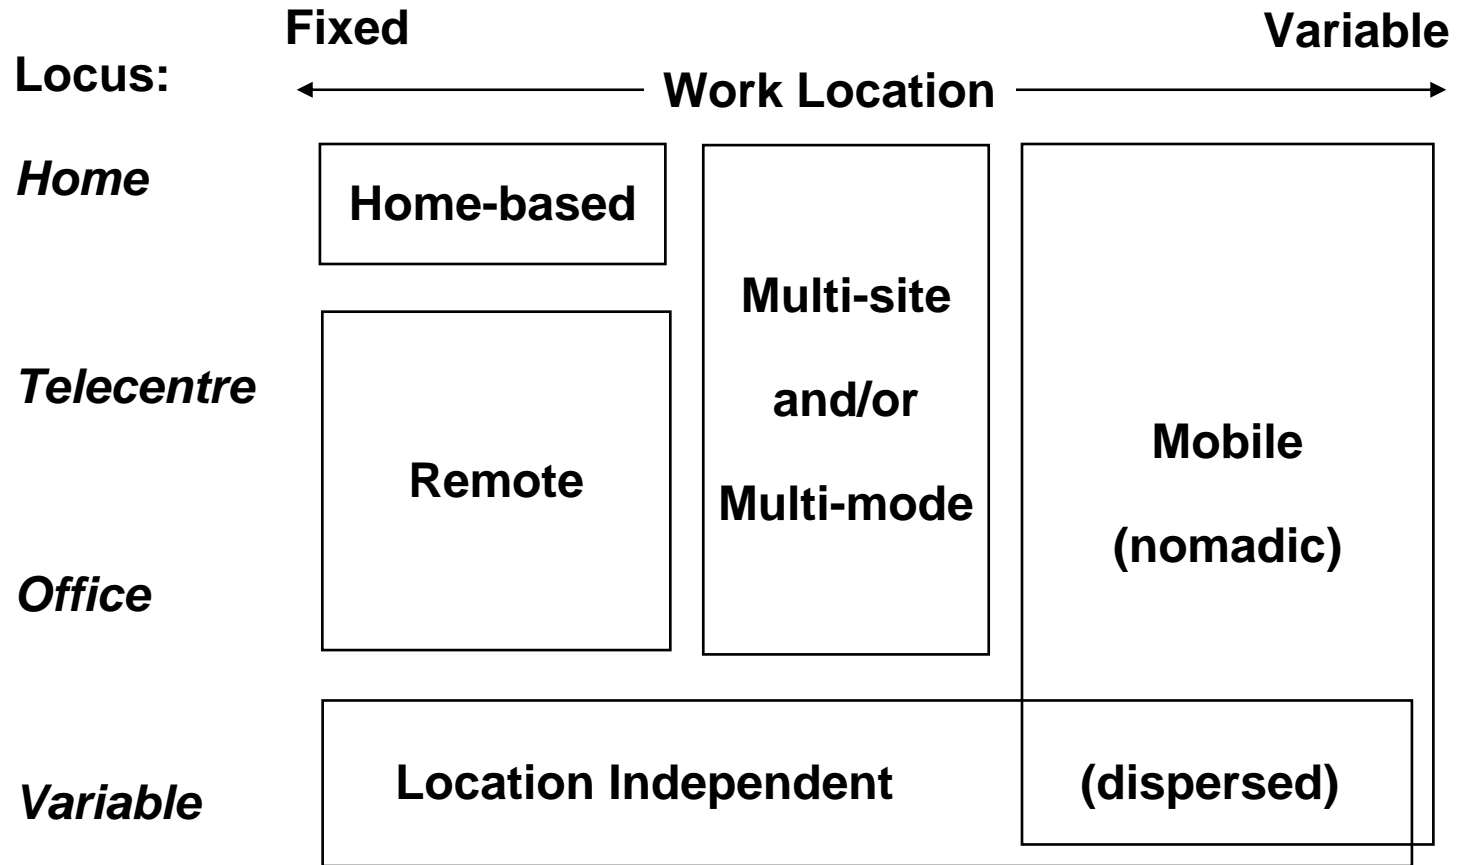 Fixed
Variable
Locus:
Work Location
Home
Home-based
Multi-site
Telecentre
and/or
Mobile
Remote
Multi-mode
(nomadic)
Office
Location Independent
(dispersed)
Variable